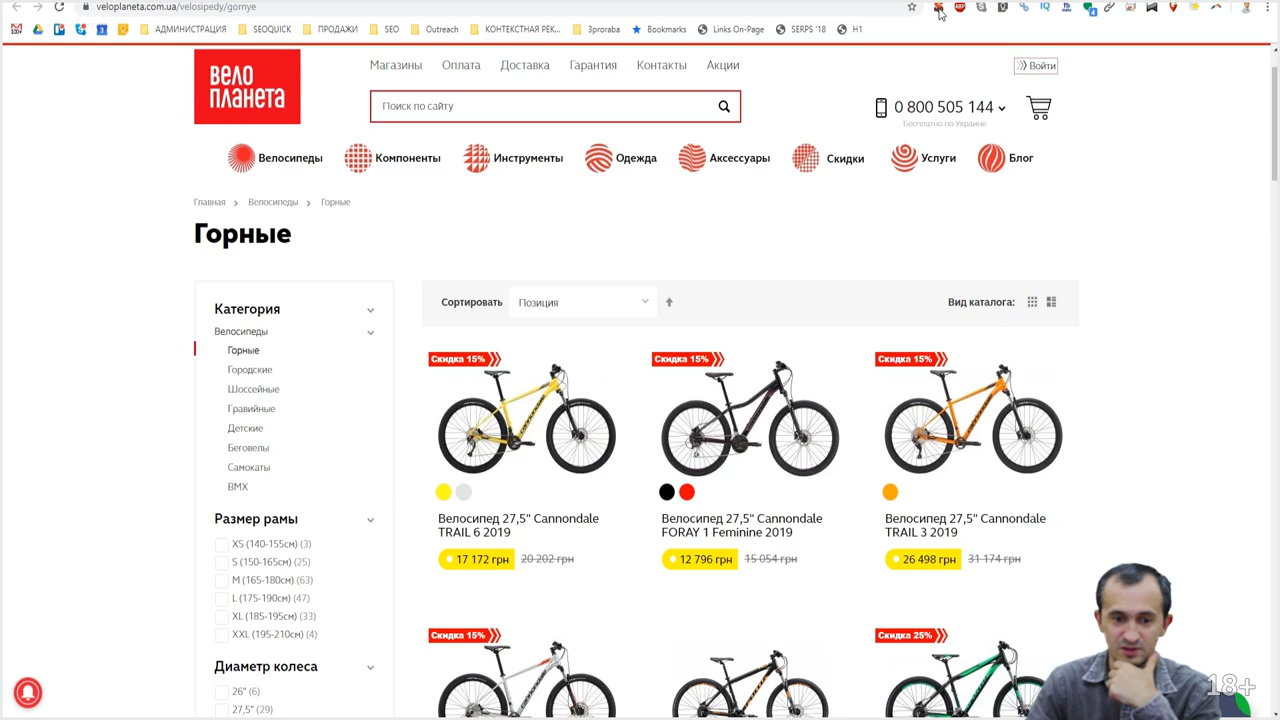 veloplaneta.com.ua/velosipedy/gornye
АДМИНИСТРАЦИЯ SEOQUICK ПРОДАЖИ SEO Outreach КОНТЕКСТНАЯ РЕК... 3proraba Bookmarks Links On-Page SERPS '18 H1
ВЕЛО
ПЛАНЕТА
Магазины Оплата Доставка Гарантия Контакты Акции
Войти
Поиск по сайту
0 800 505 144
Бесплатно по Украине
Велосипеды Компоненты Инструменты Одежда Аксессуары Скидки Услуги Блог
Главная Велосипеды Горные
Горные
Категория
Велосипеды
Горные
Городские
Шоссейные
Гравийные
Детские
Беговелы
Самокаты
BMX
Размер рамы
XS (140-155см) (3)
S (150-165см) (25)
M (165-180см) (63)
L (175-190см) (47)
XL (185-195см) (33)
XXL (195-210см) (4)
Диаметр колеса
26" (6)
27,5" (29)
Сортировать Позиция
Вид каталога:
Скидка 15% Скидка 15% Скидка 15%
Велосипед 27,5" Cannondale
TRAIL 6 2019
17 172 грн 20 202 грн
Велосипед 27,5" Cannondale
FORAY 1 Feminine 2019
12 796 грн 15 054 грн
Велосипед 27,5" Cannondale
TRAIL 3 2019
26 498 грн 31 174 грн
Скидка 15% Скидка 25%
18+